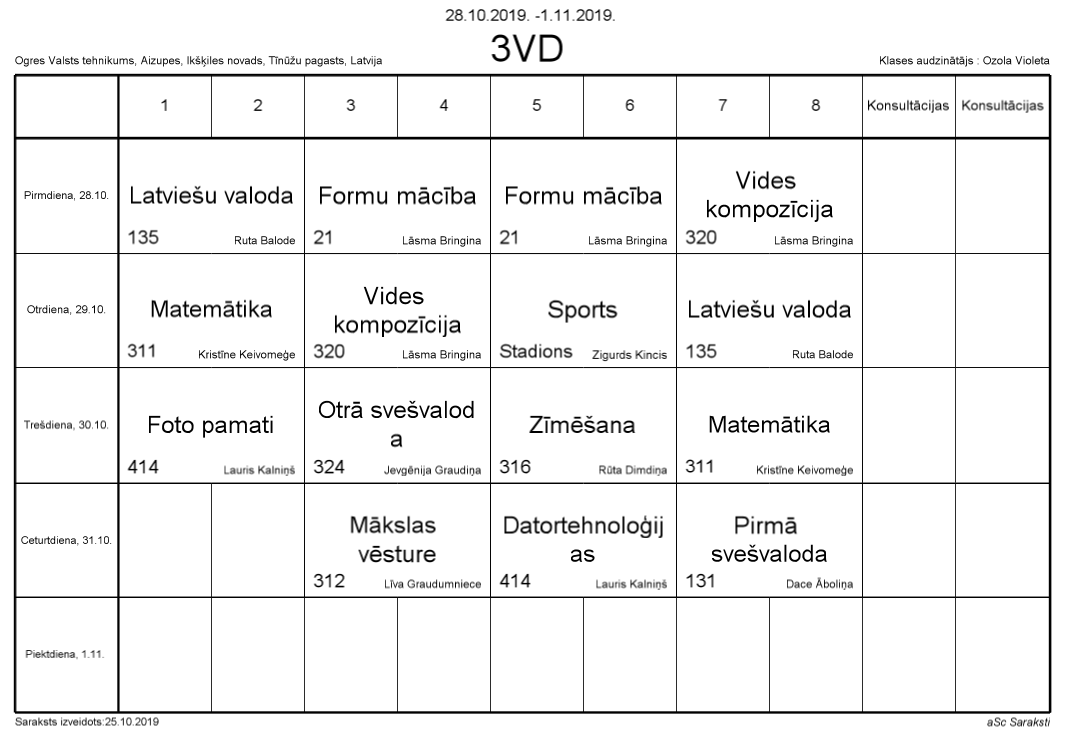 28.10.2019. -1.11.2019.
3VD
Ogres Valsts tehnikums, Aizupes, Ikšķiles novads, Tīnūžu pagasts, Latvija
Klases audzinātājs : Ozola Violeta
1 2 3 4 5 6 7 8 Konsultācijas Konsultācijas
Pirmdiena, 28.10.
Latviešu valoda
135 Ruta Balode
Formu mācība
21 Lāsma Bringina
Formu mācība
21 Lāsma Bringina
Vides
kompozīcija
320 Lāsma Bringina
Otrdiena, 29.10.
Matemātika
311 Kristīne Keivomeģe
Vides
kompozīcija
320 Lāsma Bringina
Sports
Stadions Zigurds Kincis
Latviešu valoda
135 Ruta Balode
Trešdiena, 30.10.
Foto pamati
414 Lauris Kalniņš
Otrā svešvalod
a
324 Jevgēnija Graudiņa
Zīmēšana
316 Rūta Dimdiņa
Matemātika
311 Kristīne Keivomeģe
Ceturtdiena, 31.10.
Mākslas
vēsture
312 Līva Graudumniece
Datortehnoloģij
as
414 Lauris Kalniņš
Pirmā
svešvaloda
131 Dace Āboliņa
Piektdiena, 1.11.
Saraksts izveidots:25.10.2019
aSc Saraksti